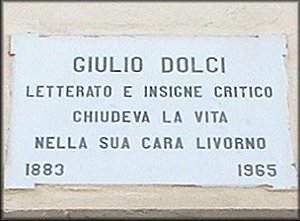 GIULIO DOLCI
LETTERATO E INSIGNE CRITICO
CHIUDEVA LA VITA
NELLA SUA CARA LIVORNO
1883 1965